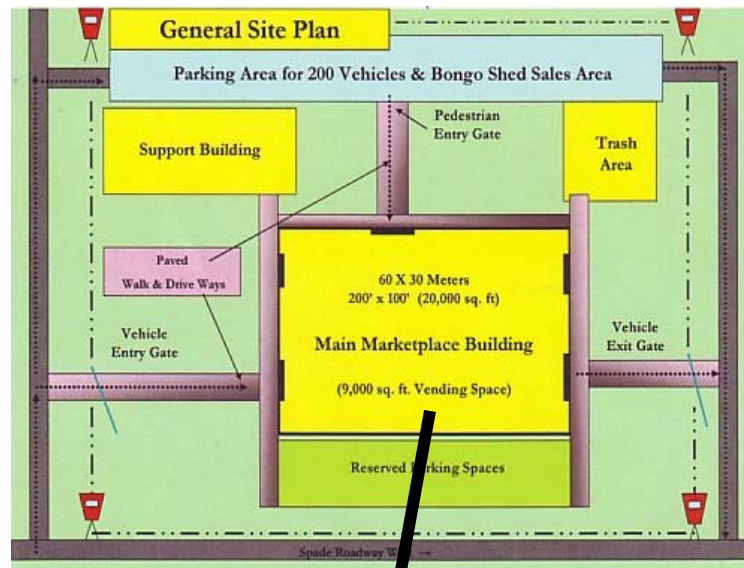 General Site Plan
Parking Area for 200 Vehicles & Bongo Shed Sales Area
Pedestrian
Entry Gate
Support Building
Trash
Area
Paved
Walk & Drive Ways
60 X 30 Meters
200' x 100' (20,000 sq. ft)
Vehicle
Entry Gate
Main Marketplace Building
Vehicle
Exit Gate
(9,000 sq. ft. Vending Space)
Reserved Parking Spaces
Spade Roadway